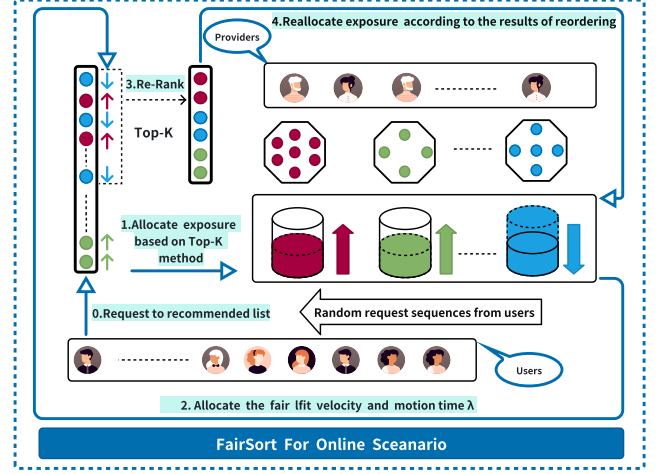 4.Reallocate exposure according to the results of reordering
Providers
3.Re-Rank
Top-K
1.Allocate exposure
based on Top-K
method
0.Request to recommended list
Random request sequences from users
Users
2. Allocate the fair lfit velocity and motion time λ
FairSort For Online Sceanario